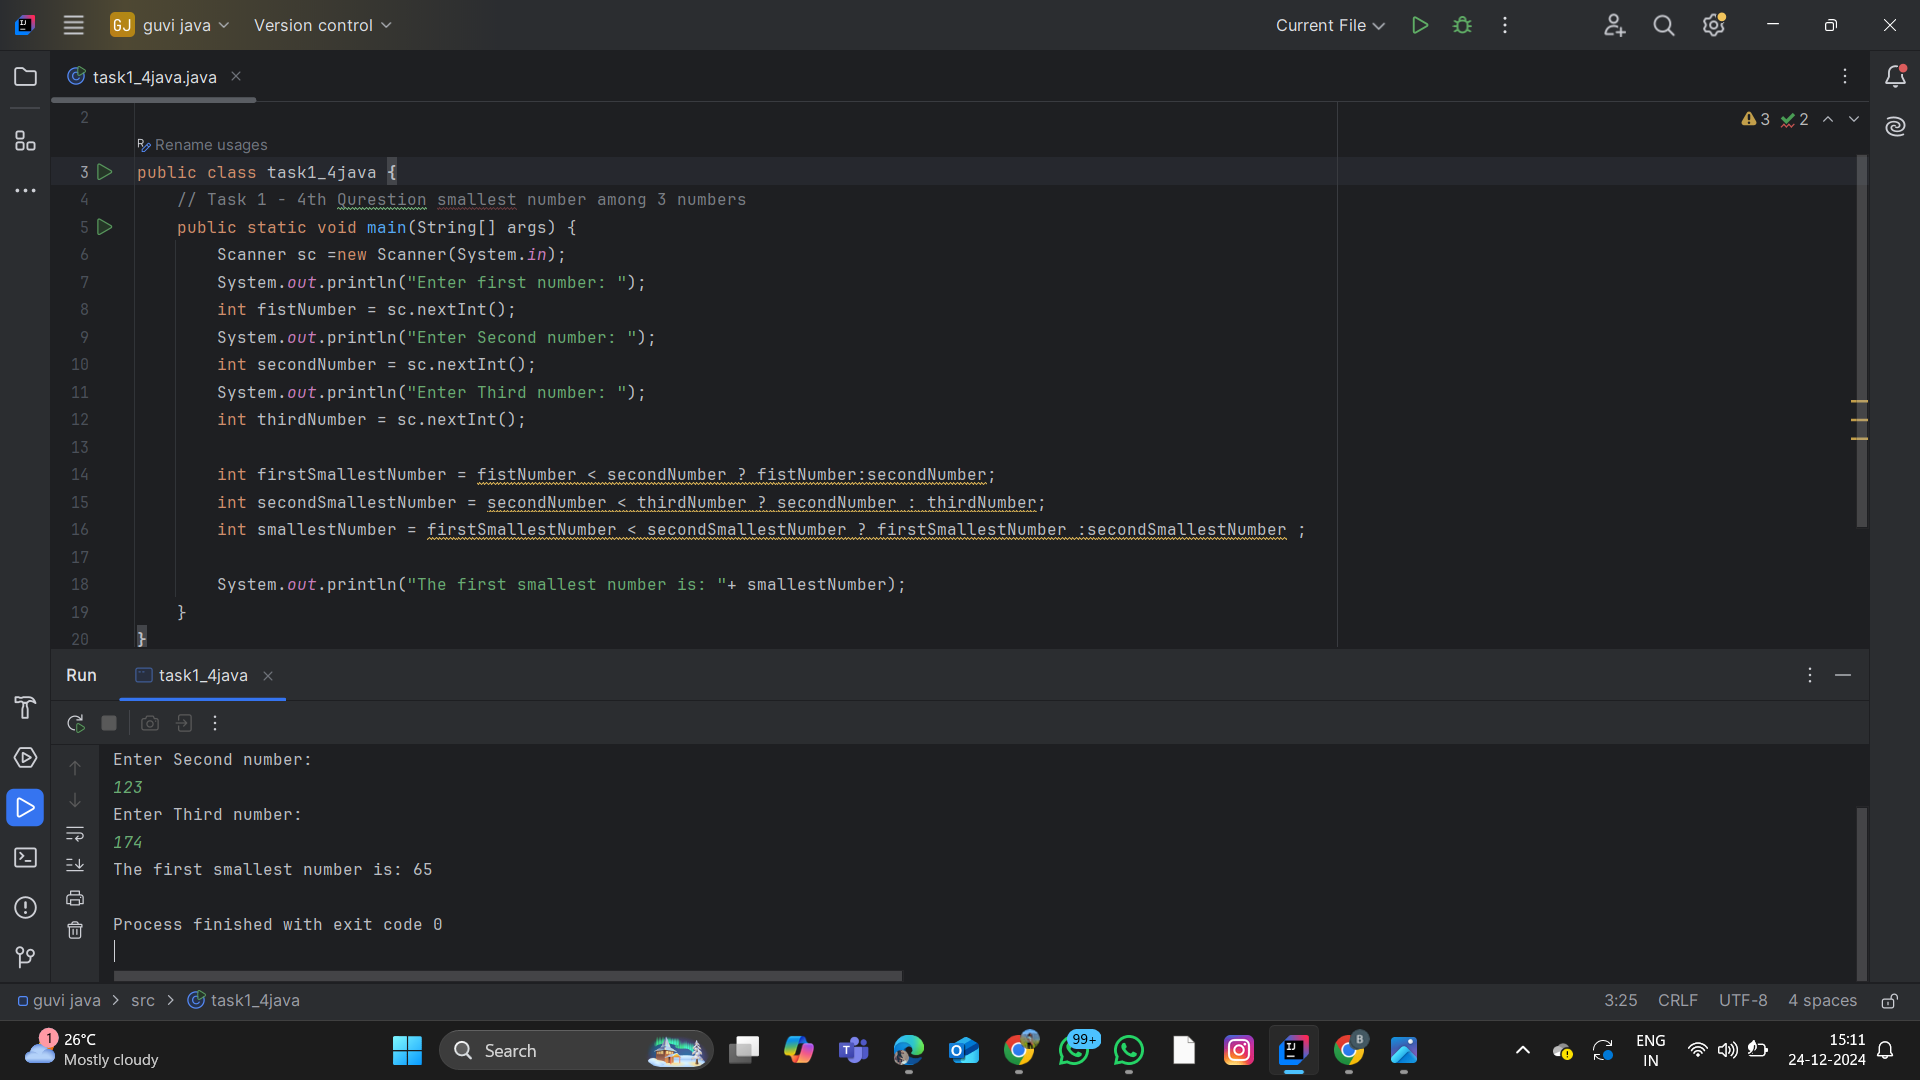 GJ guvi java Version control Current File
task1_4java.java
2
Rename usages
3 2
3 public class task1_4java {
4 // Task 1 - 4th Qurestion smallest number among 3 numbers
5 public static void main(String[] args) {
6 Scanner sc =new Scanner(System.in);
7 System.out.println("Enter first number: ");
8 int fistNumber = sc.nextInt();
9 System.out.println("Enter Second number: ");
10 int secondNumber = sc.nextInt();
11 System.out.println("Enter Third number: ");
12 int thirdNumber = sc.nextInt();
13
14 int firstSmallestNumber = fistNumber < secondNumber ? fistNumber:secondNumber;
15 int secondSmallestNumber = secondNumber < thirdNumber ? secondNumber : thirdNumber;
16 int smallestNumber = firstSmallestNumber < secondSmallestNumber ? firstSmallestNumber :secondSmallestNumber ;
17
18 System.out.println("The first smallest number is: "+ smallestNumber);
19 }
20 }
Run task1_4java
Enter Second number:
123
Enter Third number:
174
The first smallest number is: 65
Process finished with exit code 0
guvi java > src > task1_4java 3:25 CRLF UTF-8 4 spaces
1 26°C
Mostly cloudy
Search
99+
B
ENG
IN
15:11
24-12-2024